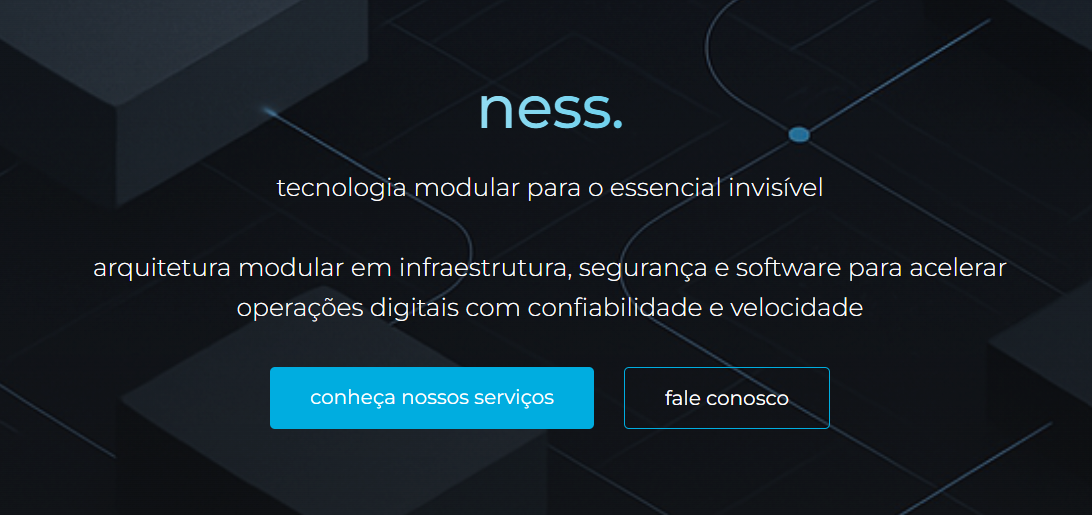 ness.
tecnologia modular para o essencial invisível
arquitetura modular em infraestrutura, segurança e software para acelerar
operações digitais com confiabilidade e velocidade
conheça nossos serviços
fale conosco